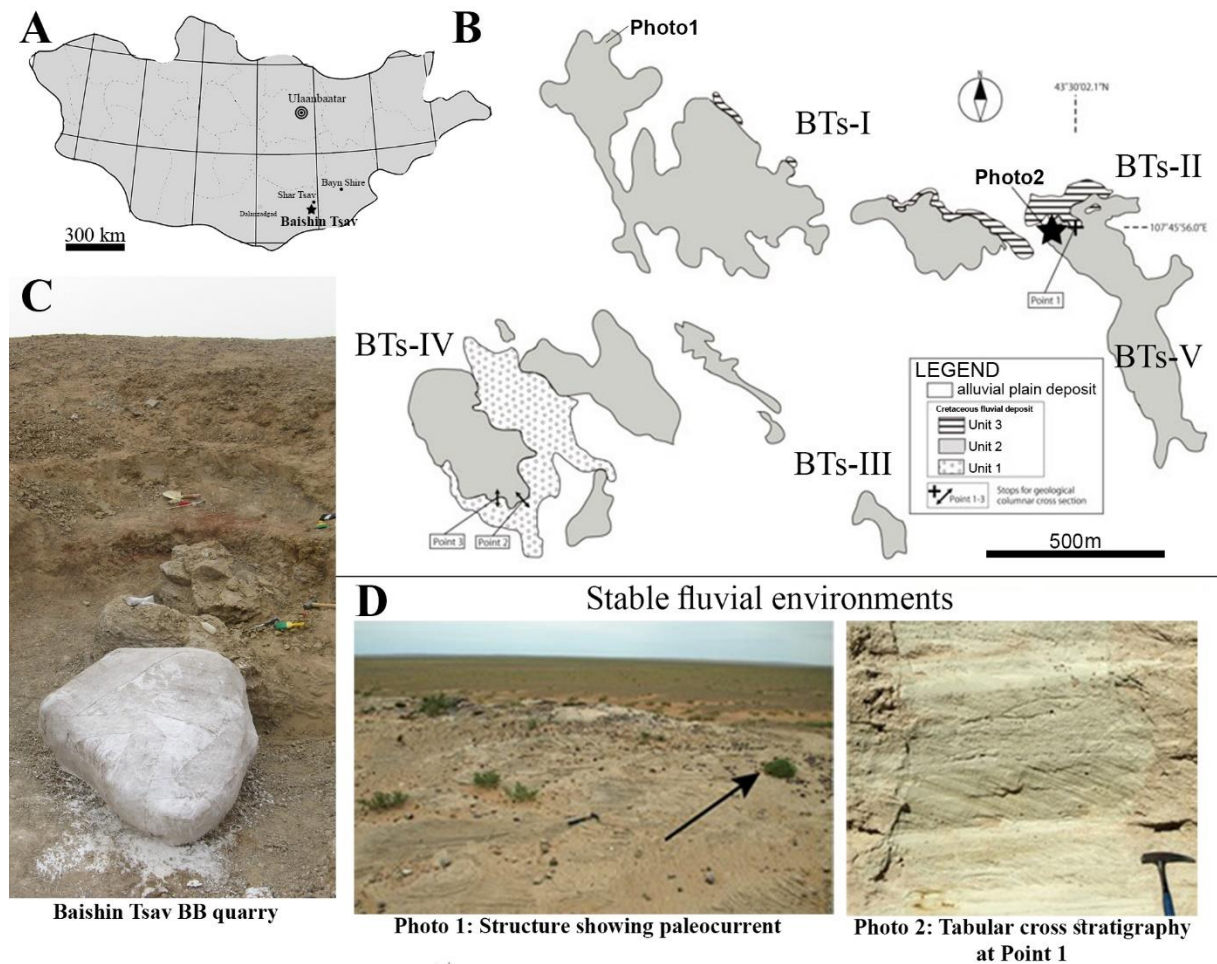 A
Ulaanbaatar
Bayn Shire
Shar Tsav
Dalanzadgad
Baishin Tsav
300 km
B
Photo1
BTs-I
N
43°30'02.1"N
BTs-II
Photo2
107°45'56.0"E
Point 1
BTs-IV
BTs-V
BTs-III
Point 3
Point 2
LEGEND
alluvial plain deposit
Cretaceous fluvial deposit
Unit 3
Unit 2
Unit 1
Point 1-3
Stops for geological
columnar cross section
500m
C
Baishin Tsav BB quarry
D
Stable fluvial environments
Photo 1: Structure showing paleocurrent
Photo 2: Tabular cross stratigraphy
at Point 1